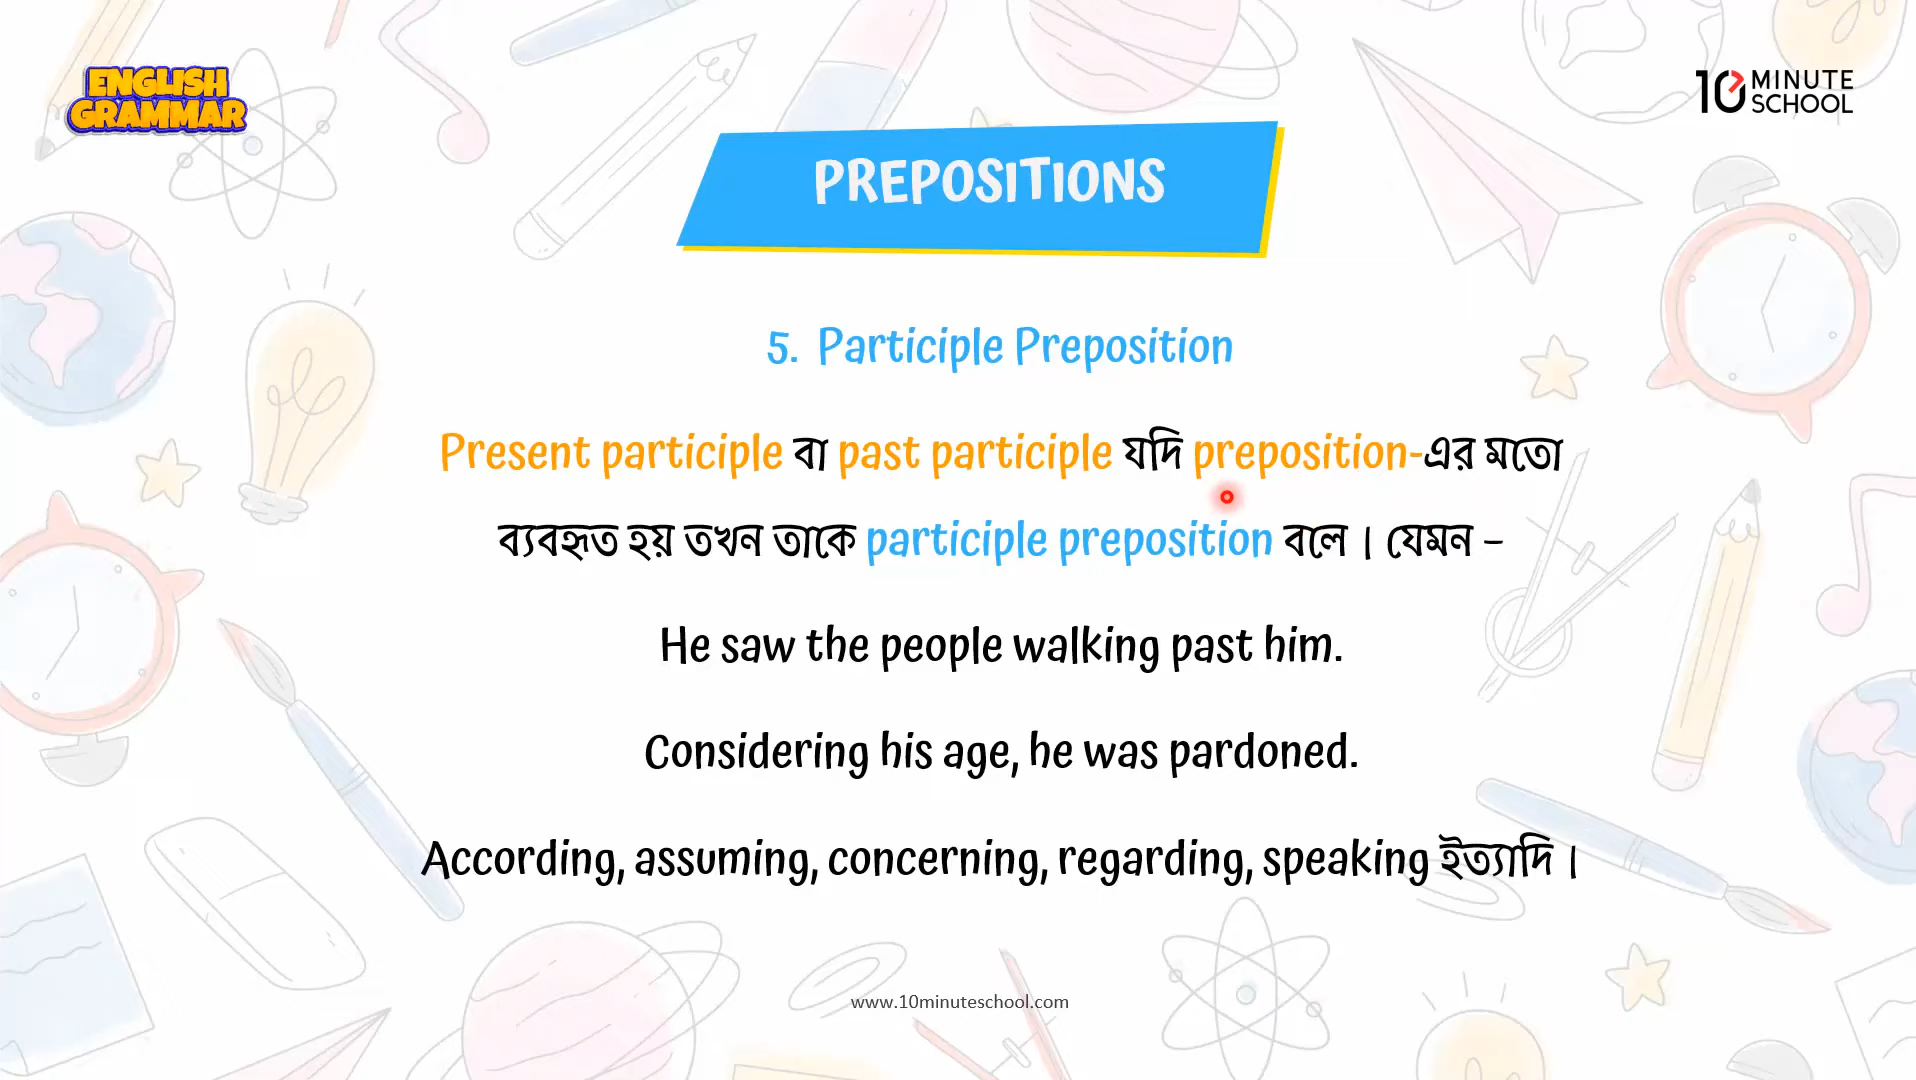 ENGLISH
GRAMMAR
10 MINUTE
SCHOOL
PREPOSITIONS
5. Participle Preposition
Present participle বা past participle যদি preposition-এর মতো
ব্যবহৃত হয় তখন তাকে participle preposition বলে । যেমন –
He saw the people walking past him.
Considering his age, he was pardoned.
According, assuming, concerning, regarding, speaking ইত্যাদি ।
www.10minuteschool.com